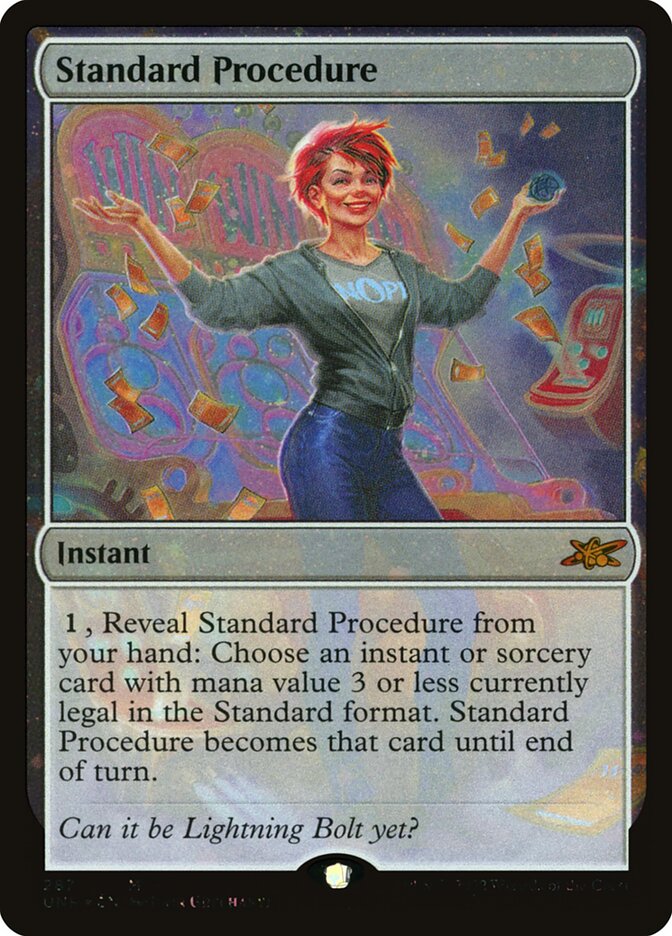 Standard Procedure
NOPE
Instant
1, Reveal Standard Procedure from
your hand: Choose an instant or sorcery
card with mana value 3 or less currently
legal in the Standard format. Standard
Procedure becomes that card until end
of turn.
Can it be Lightning Bolt yet?